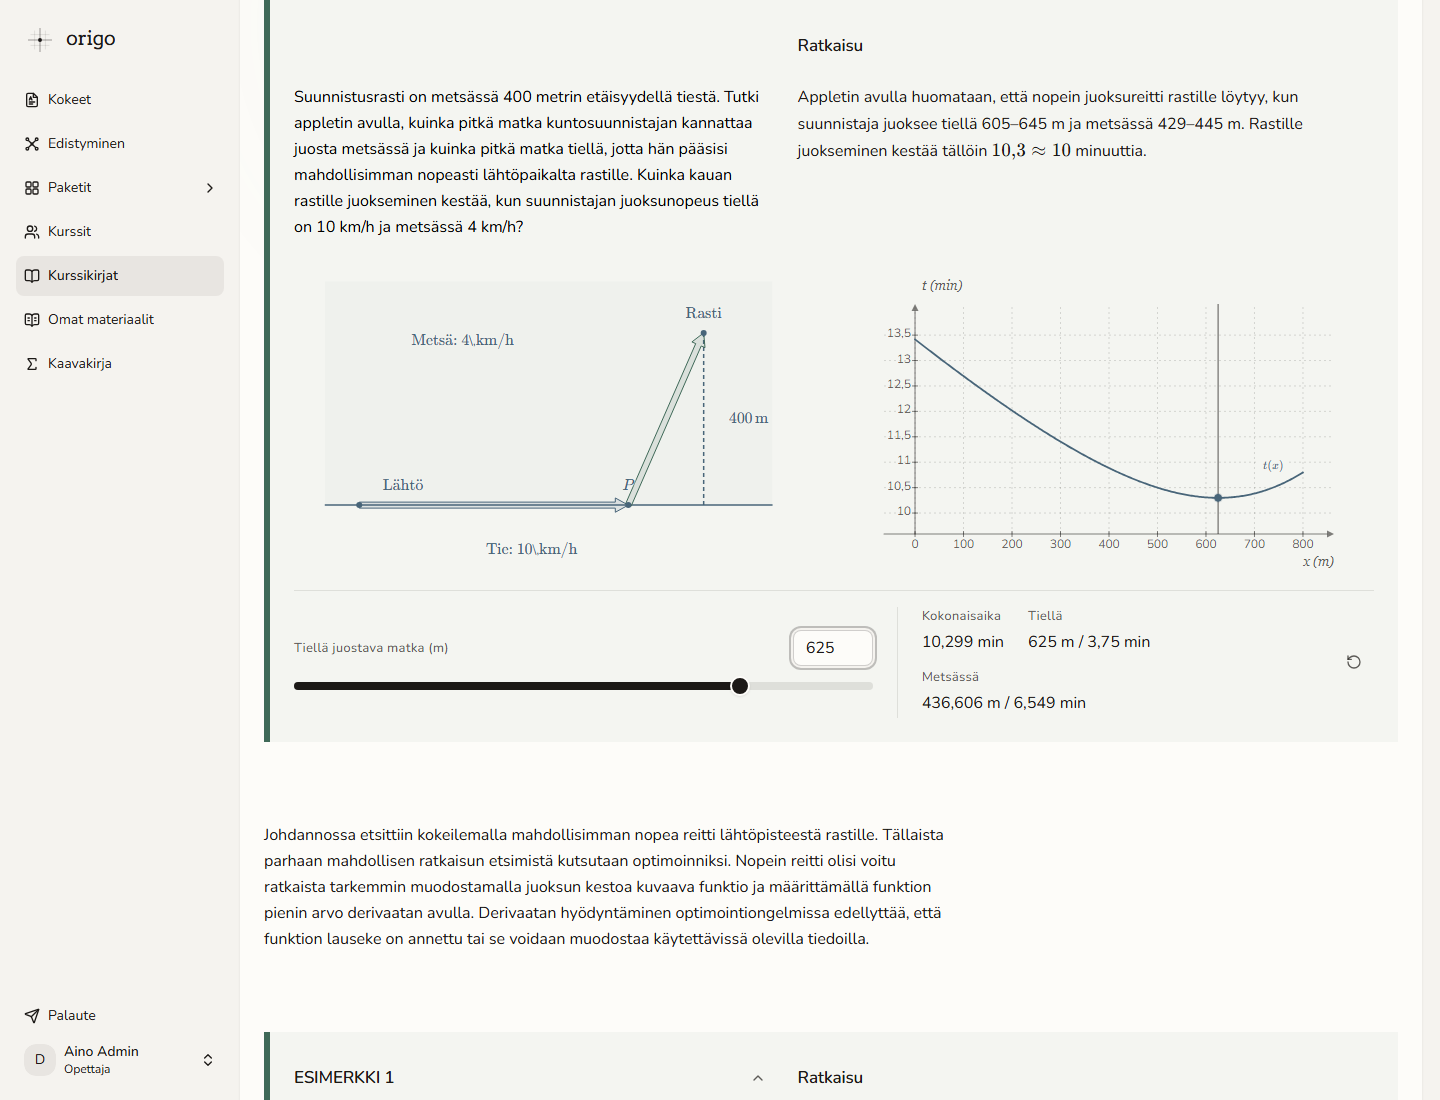 origo
Kokeet
Edistyminen
Paketit
Kurssit
Kurssikirjat
Omat materiaalit
Kaavakirja
Palaute
D
Aino Admin
Opettaja
Suunnistusrasti on metsässä 400 metrin etäisyydellä tiestä. Tutki
appletin avulla, kuinka pitkä matka kuntosuunnistajan kannattaa
juosta metsässä ja kuinka pitkä matka tiellä, jotta hän pääsisi
mahdollisimman nopeasti lähtöpaikalta rastille. Kuinka kauan
rastille juokseminen kestää, kun suunnistajan juoksunopeus tiellä
on 10 km/h ja metsässä 4 km/h?
Ratkaisu
Appletin avulla huomataan, että nopein juoksureitti rastille löytyy, kun
suunnistaja juoksee tiellä 605–645 m ja metsässä 429–445 m. Rastille
juokseminen kestää tällöin 10,3 ≈ 10 minuuttia.
Rasti
Metsä: 4\,km/h
400 m
Lähtö
P
Tie: 10\,km/h
t (min)
13,5
13
12,5
12
11,5
11
10,5
10
t(x)
0 100 200 300 400 500 600 700 800
x (m)
Tiellä juostava matka (m)
625
Kokonaisaika
10,299 min
Tiellä
625 m / 3,75 min
Metsässä
436,606 m / 6,549 min
Johdannossa etsittiin kokeilemalla mahdollisimman nopea reitti lähtöpisteestä rastille. Tällaista
parhaan mahdollisen ratkaisun etsimistä kutsutaan optimoinniksi. Nopein reitti olisi voitu
ratkaista tarkemmin muodostamalla juoksun kestoa kuvaava funktio ja määrittämällä funktion
pienin arvo derivaatan avulla. Derivaatan hyödyntäminen optimointiongelmissa edellyttää, että
funktion lauseke on annettu tai se voidaan muodostaa käytettävissä olevilla tiedoilla.
ESIMERKKI 1
Ratkaisu